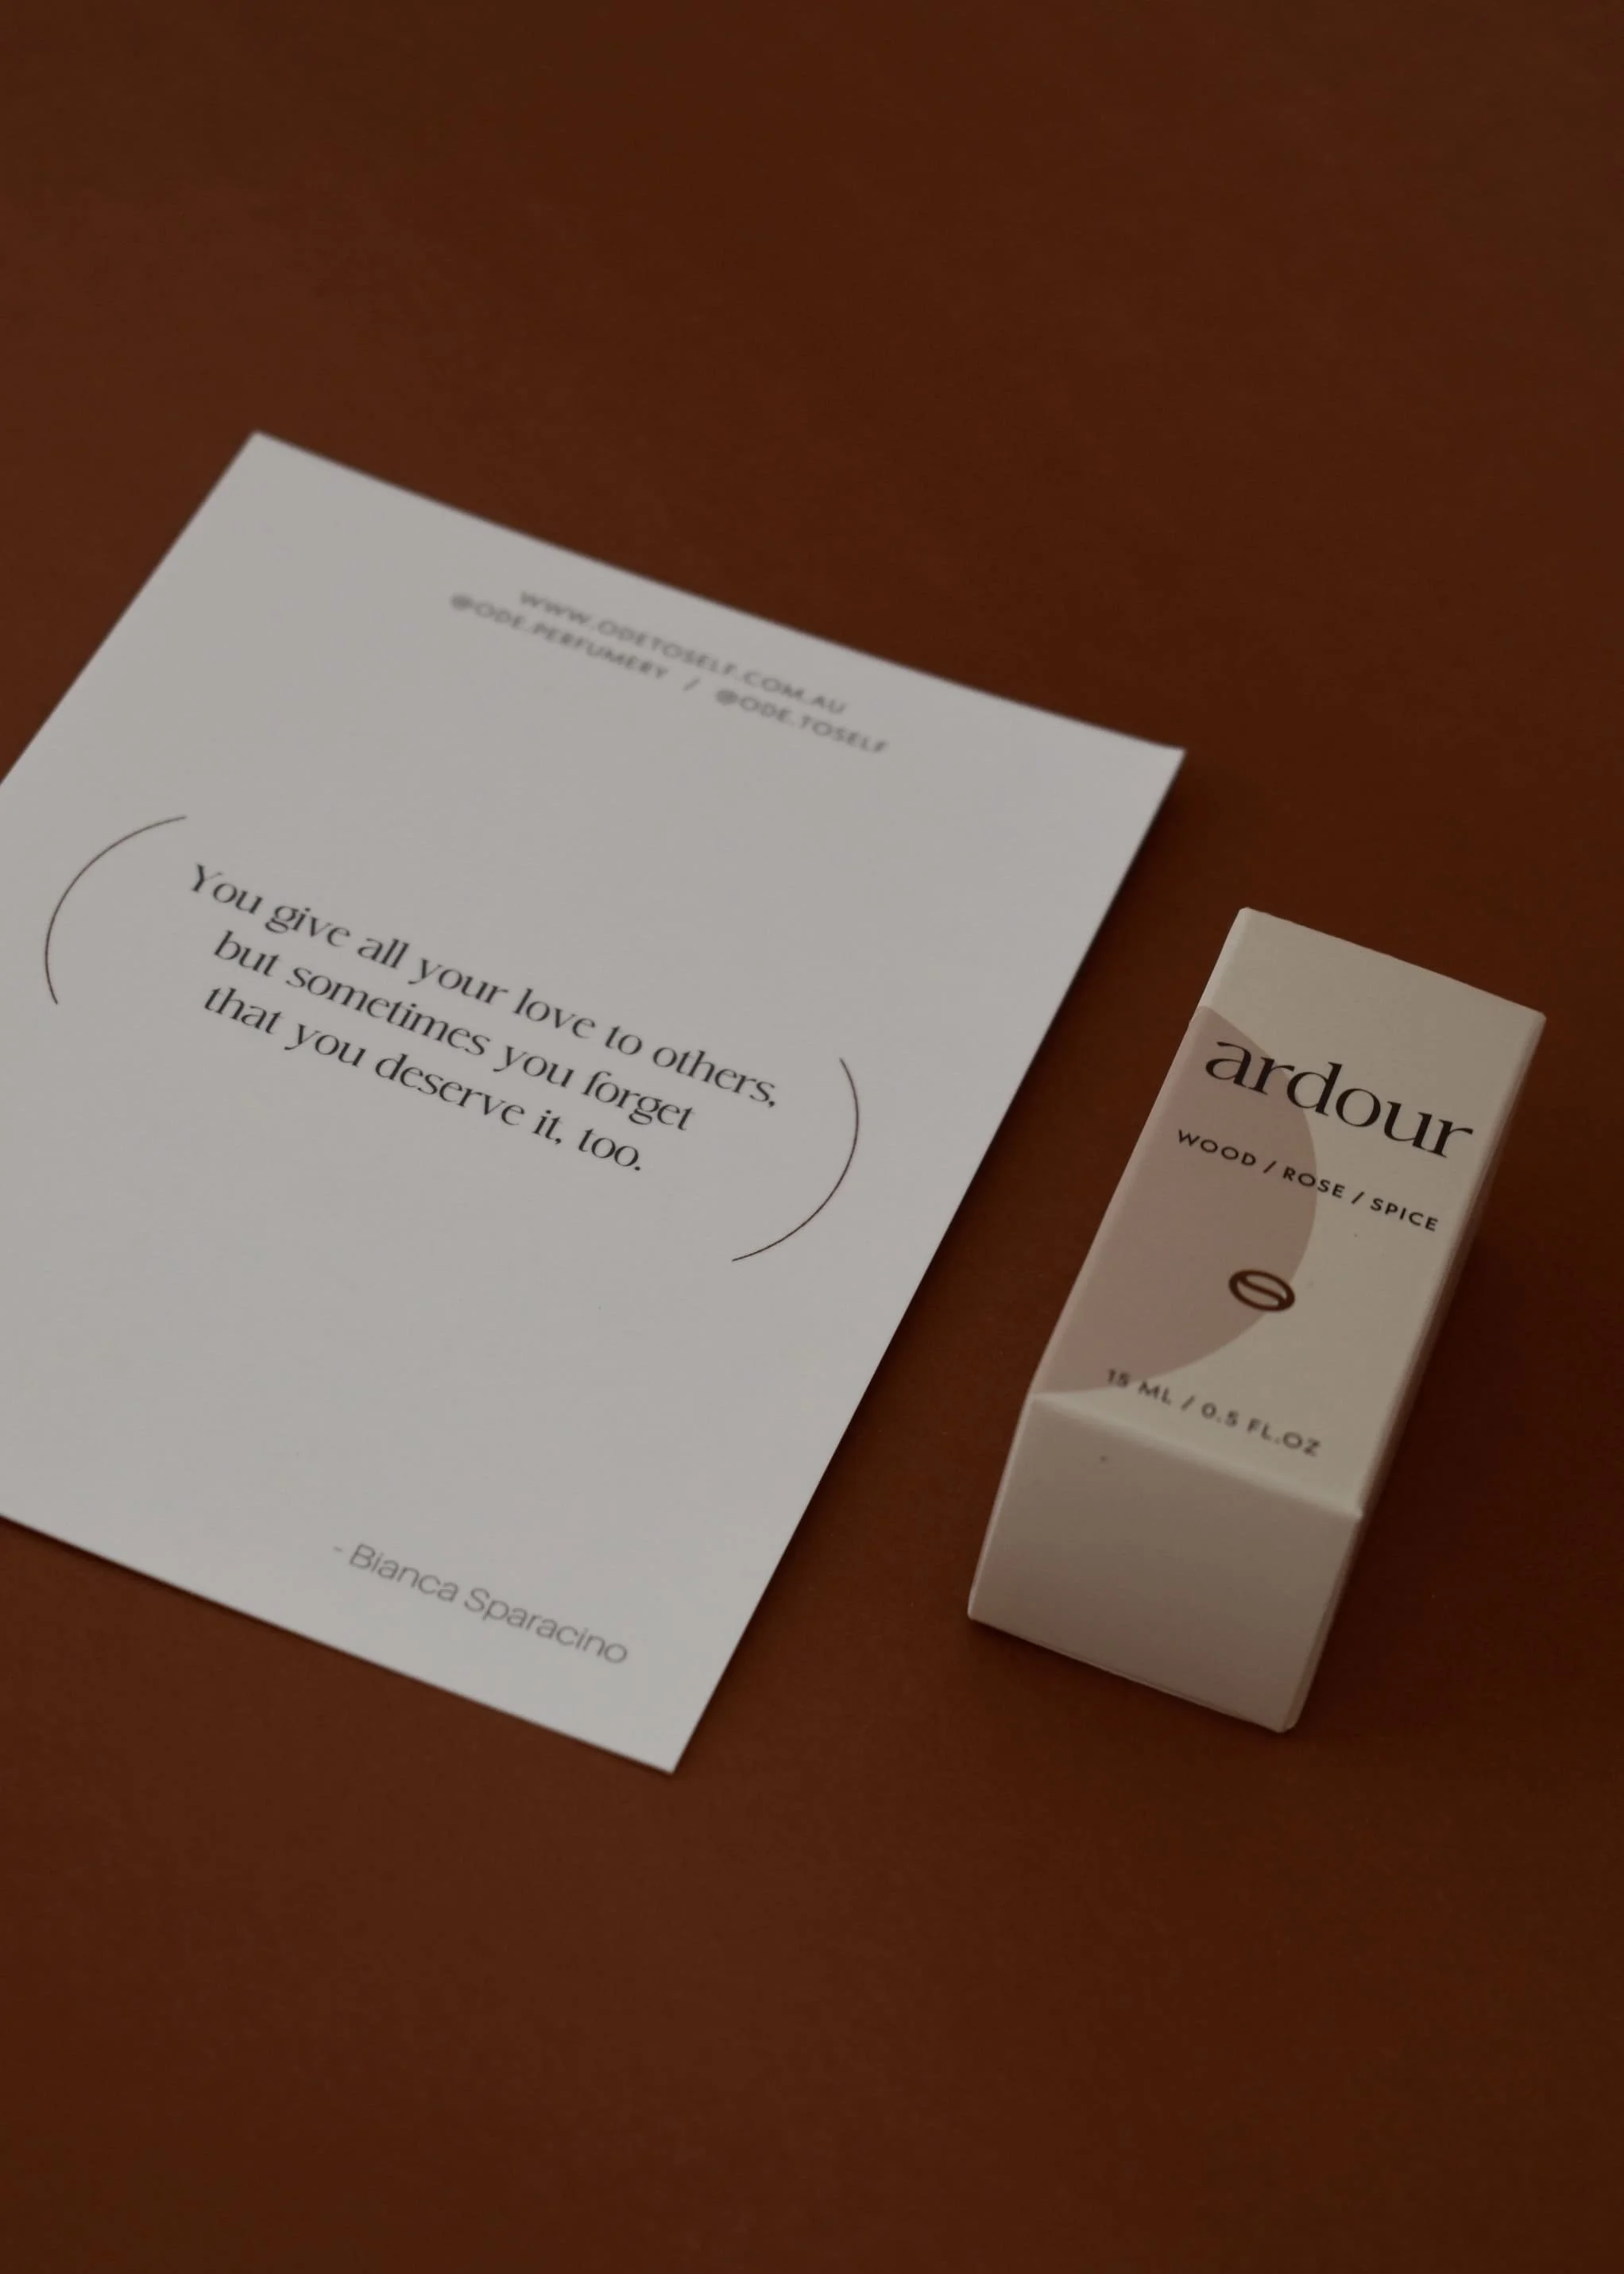 WWW.ODETOSELF.COM.AU
@ODE.PERFUMERY / @ODE.TOSELF
You give all your love to others,
but sometimes you forget
that you deserve it, too.
- Bianca Sparacino
ardour
WOOD / ROSE / SPICE
15 ML / 0.5 FL.OZ